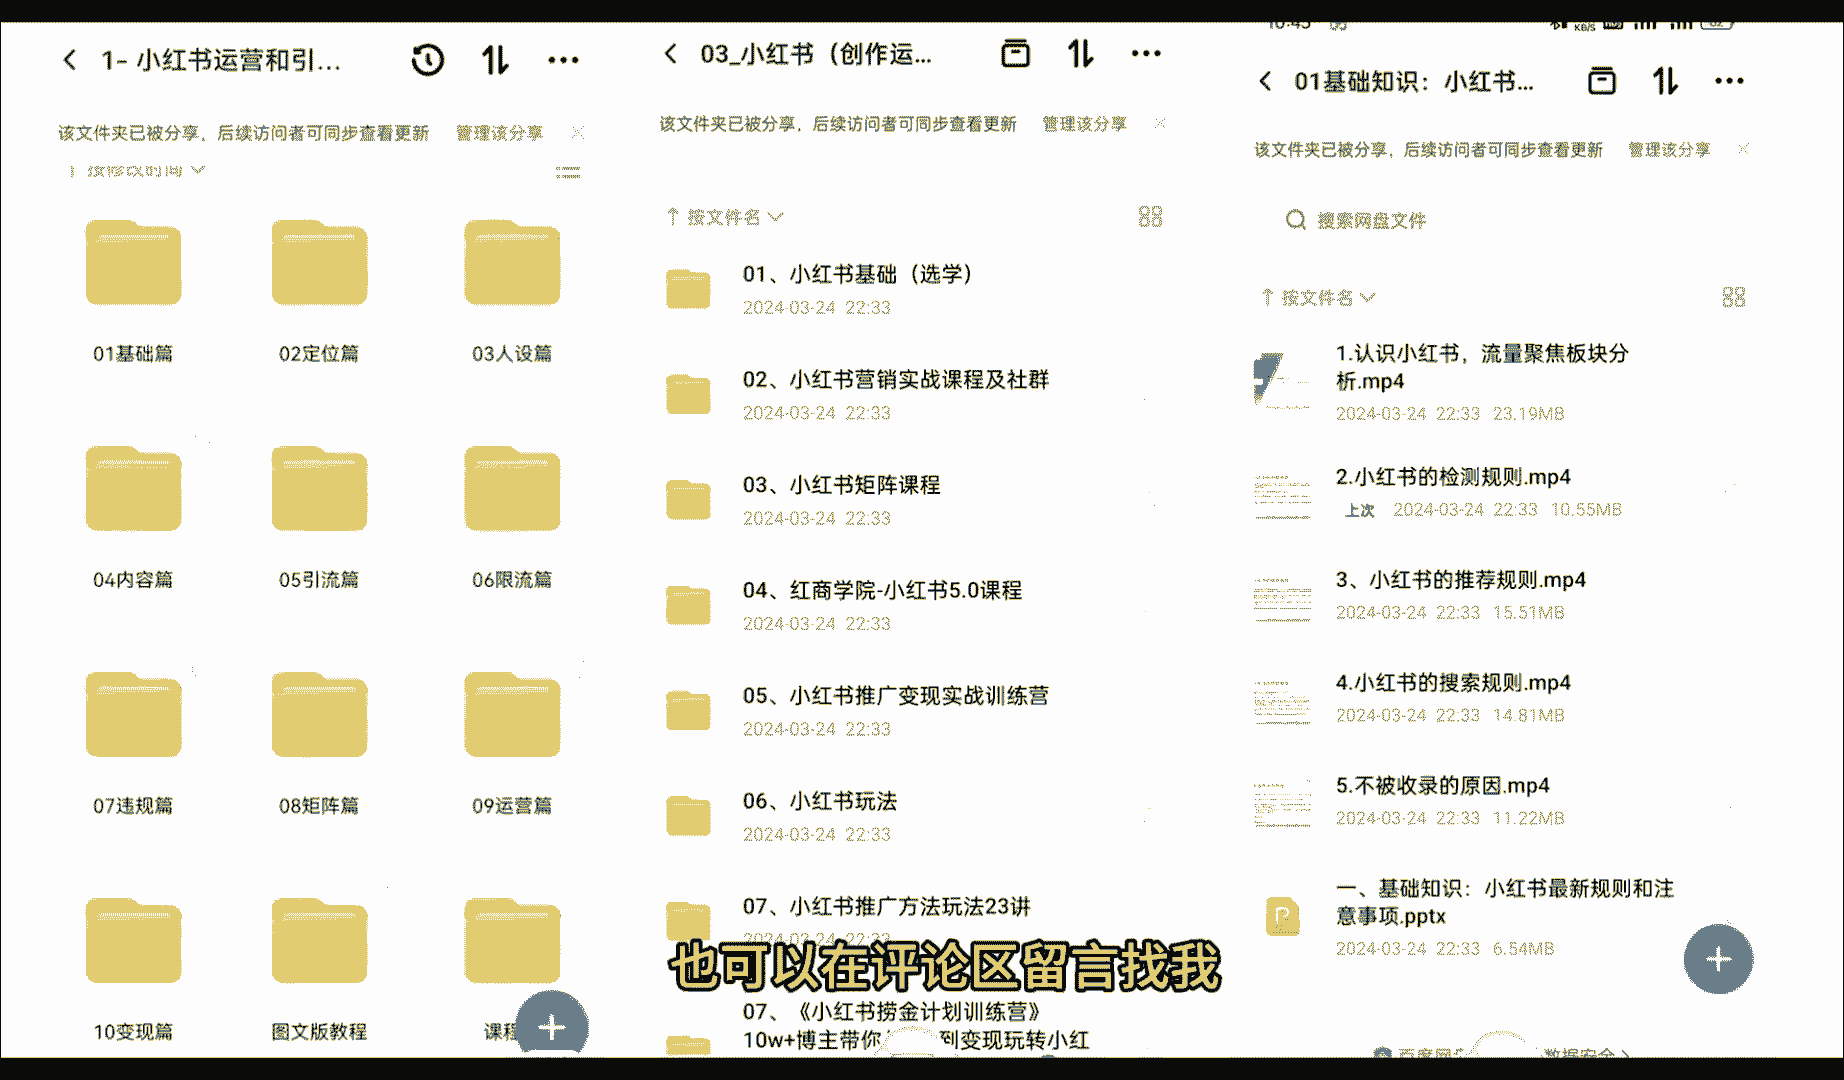 1- 小红书运营和引...
该文件夹已被分享，后续访问者可同步查看更新 管理该分享
按修改时间
01基础篇 02定位篇 03人设篇
04内容篇 05引流篇 06限流篇
07违规篇 08矩阵篇 09运营篇
10变现篇 图文版教程 课程
03_小红书（创作运...
该文件夹已被分享，后续访问者可同步查看更新 管理该分享
按文件名
01、小红书基础（选学）
2024-03-24 22:33
02、小红书营销实战课程及社群
2024-03-24 22:33
03、小红书矩阵课程
2024-03-24 22:33
04、红商学院-小红书5.0课程
2024-03-24 22:33
05、小红书推广变现实战训练营
2024-03-24 22:33
06、小红书玩法
2024-03-24 22:33
07、小红书推广方法玩法23讲
2024-03-24 22:33
也可以在评论区留言找我
07、《小红书捞金计划训练营》
10w+博主带你 到变现玩转小红
01基础知识：小红书...
该文件夹已被分享，后续访问者可同步查看更新 管理该分享
搜索网盘文件
按文件名
1.认识小红书，流量聚焦板块分
析.mp4
2024-03-24 22:33 23.19MB
2.小红书的检测规则.mp4
上次 2024-03-24 22:33 10.55MB
3、小红书的推荐规则.mp4
2024-03-24 22:33 15.51MB
4.小红书的搜索规则.mp4
2024-03-24 22:33 14.81MB
5.不被收录的原因.mp4
2024-03-24 22:33 11.22MB
一、基础知识：小红书最新规则和注
意事项.pptx
2024-03-24 22:33 6.54MB